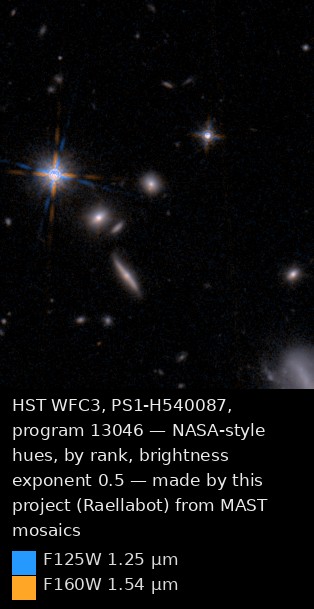 HST WFC3, PS1-H540087,
program 13046 — NASA-style
hues, by rank, brightness
exponent 0.5 — made by this
project (Raellabot) from MAST
mosaics
F125W 1.25 μm
F160W 1.54 μm